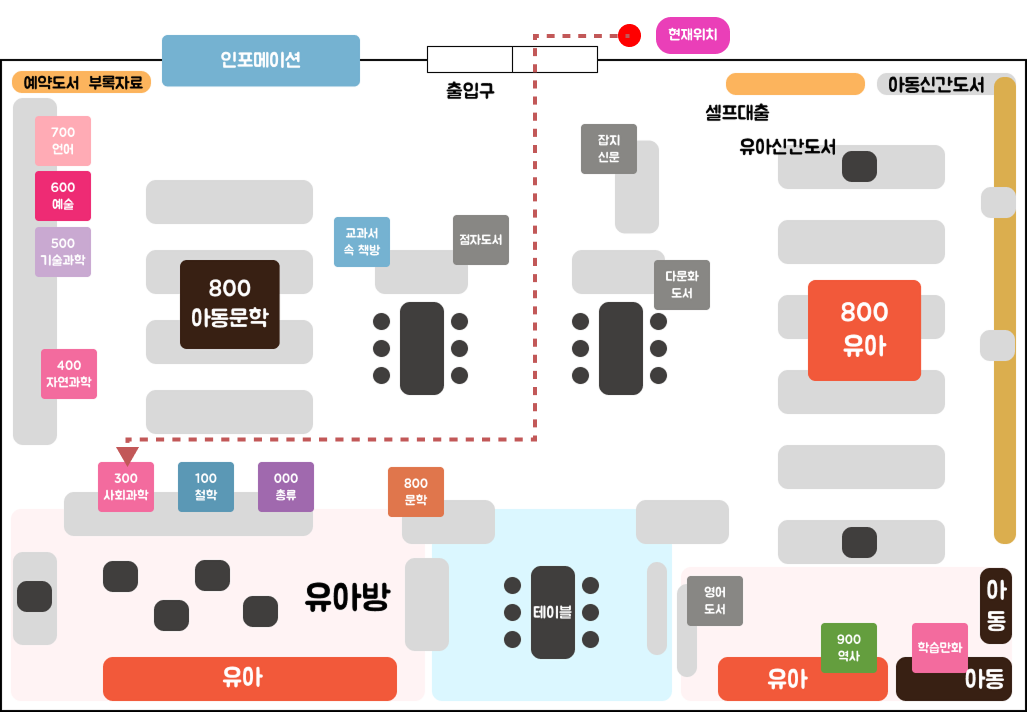 현재위치
인포메이션
예약도서 부록자료
출입구
아동신간도서
셀프대출
유아신간도서
700
언어
600
예술
500
기술과학
400
자연과학
800
아동문학
교과서
속 책방
점자도서
잡지
신문
다문화
도서
800
유아
300
사회과학
100
철학
000
총류
800
문학
유아방
유아
테이블
영어
도서
900
역사
학습만화
유아
아동
아
동